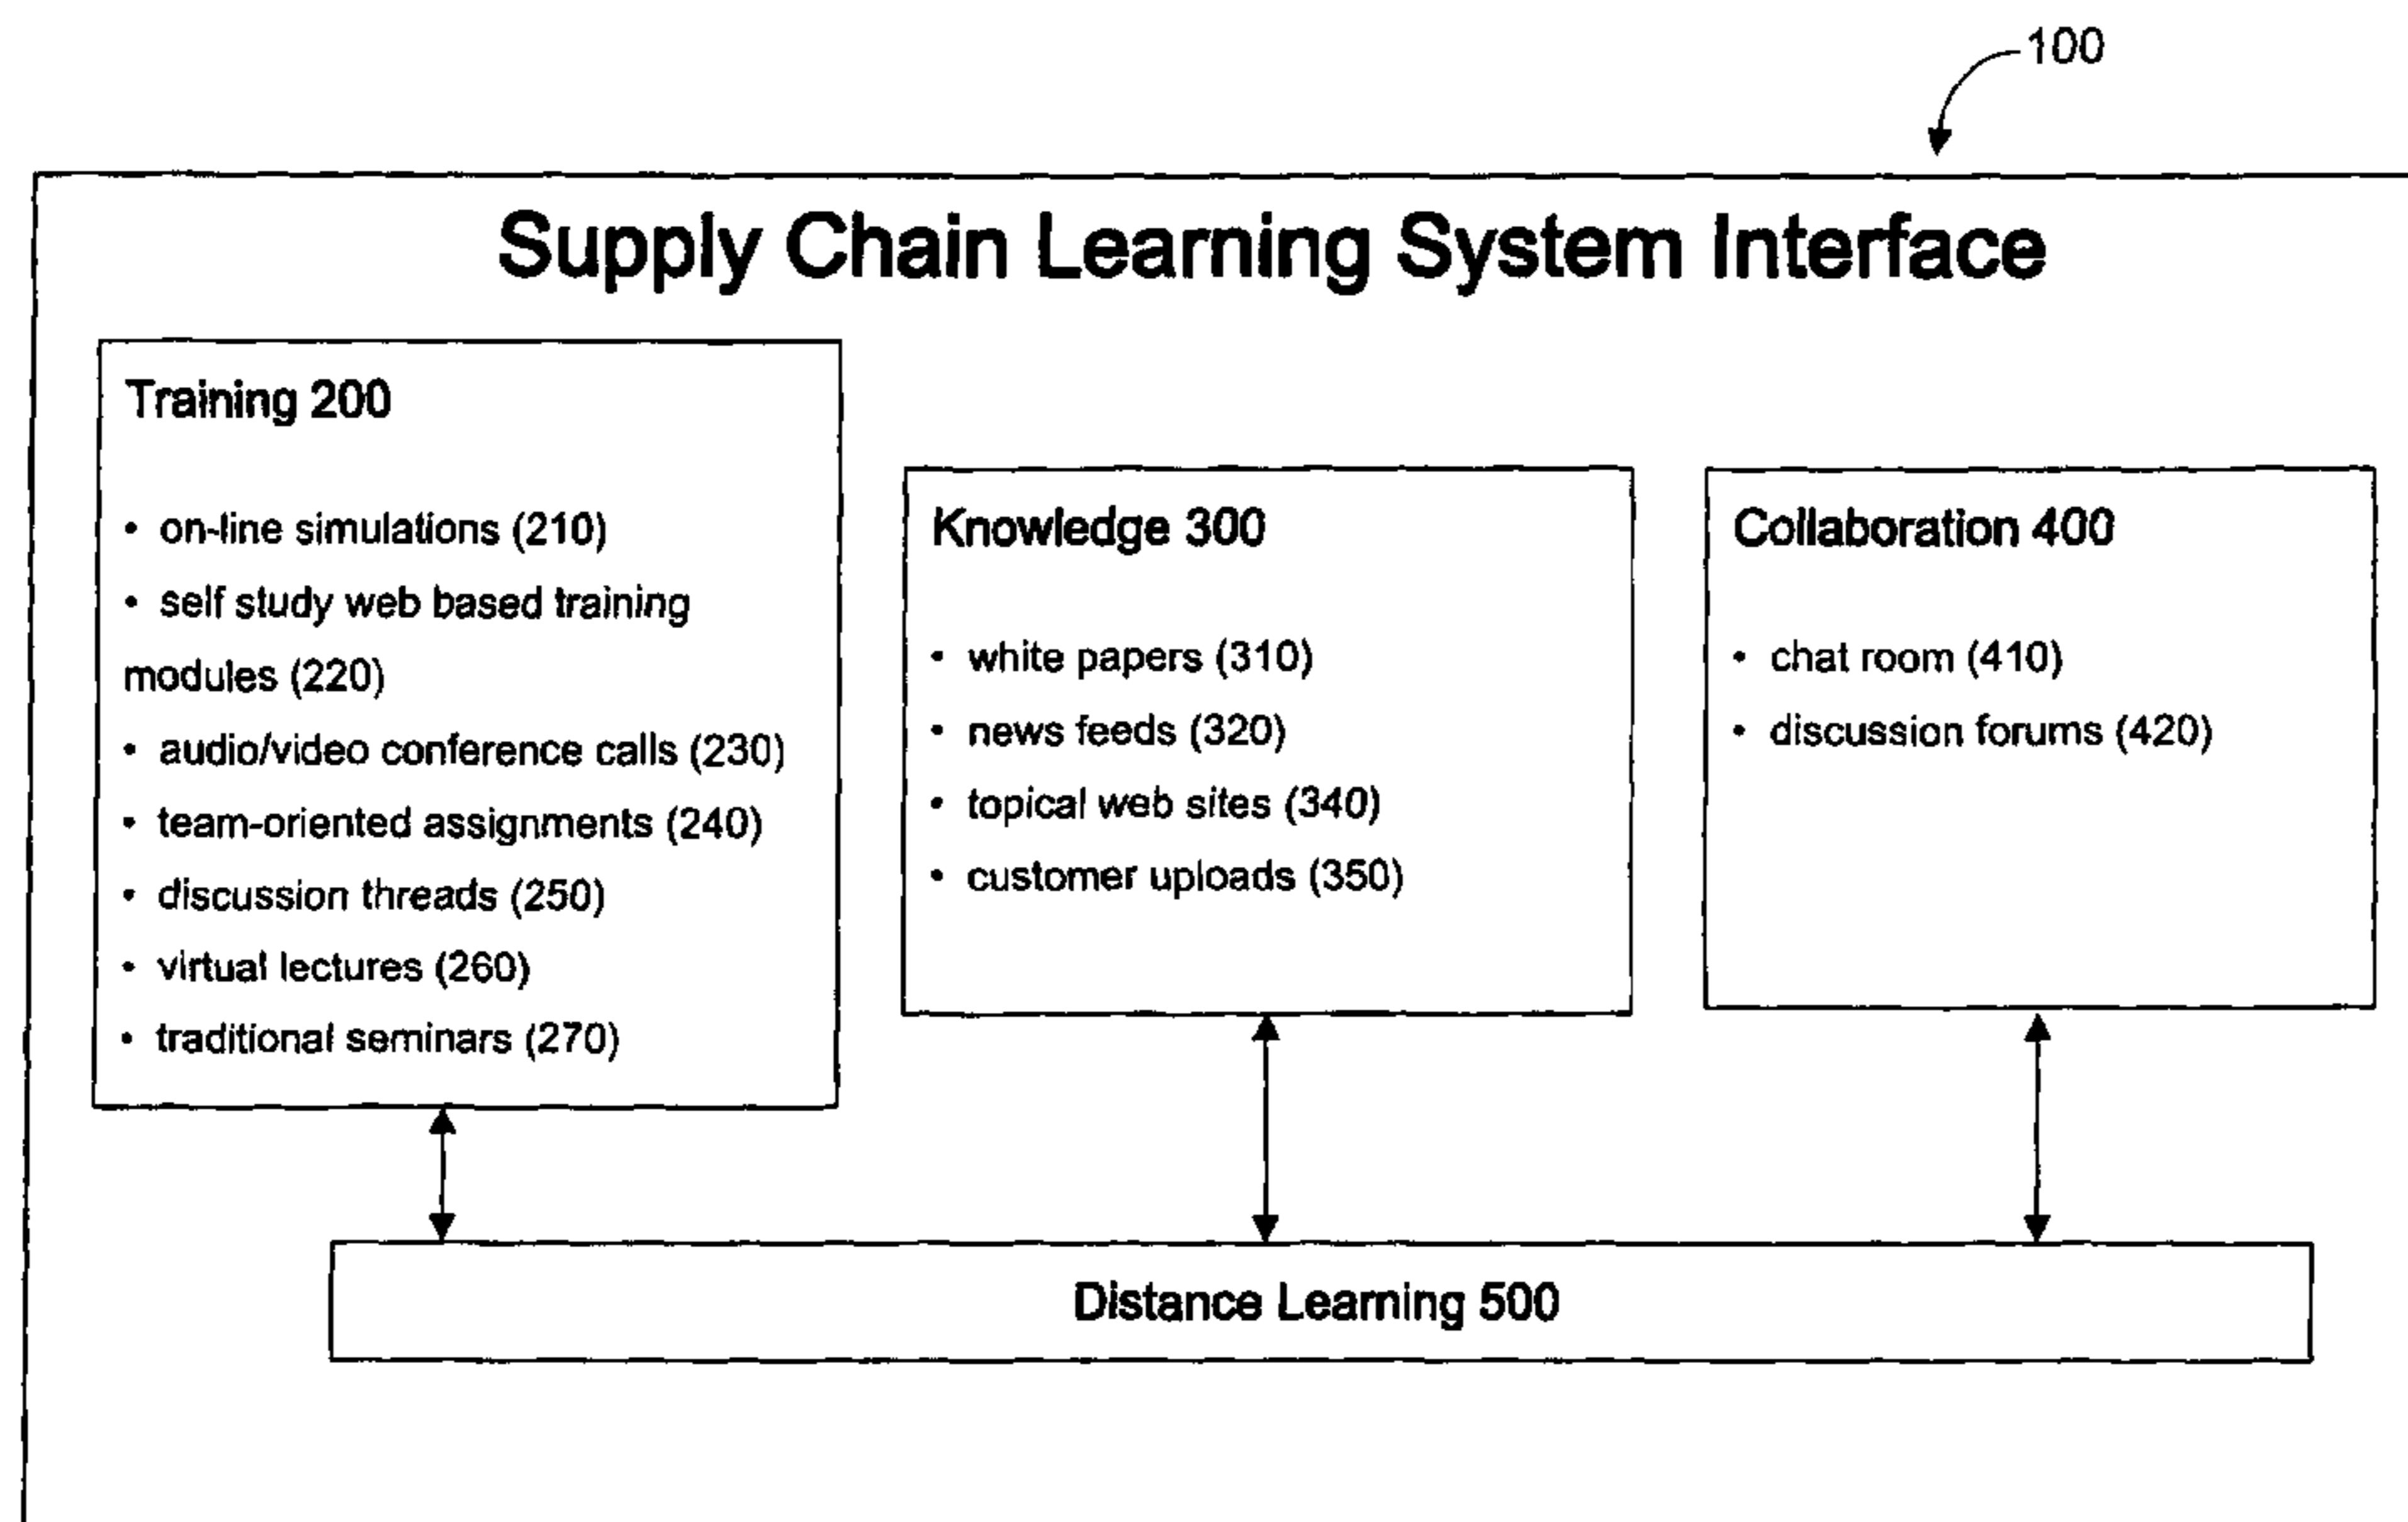 100
Supply Chain Learning System Interface
Training 200
• on-line simulations (210)
• self study web based training
modules (220)
• audio/video conference calls (230)
• team-oriented assignments (240)
• discussion threads (250)
• virtual lectures (260)
• traditional seminars (270)
Knowledge 300
• white papers (310)
• news feeds (320)
• topical web sites (340)
• customer uploads (350)
Collaboration 400
• chat room (410)
• discussion forums (420)
Distance Learning 500